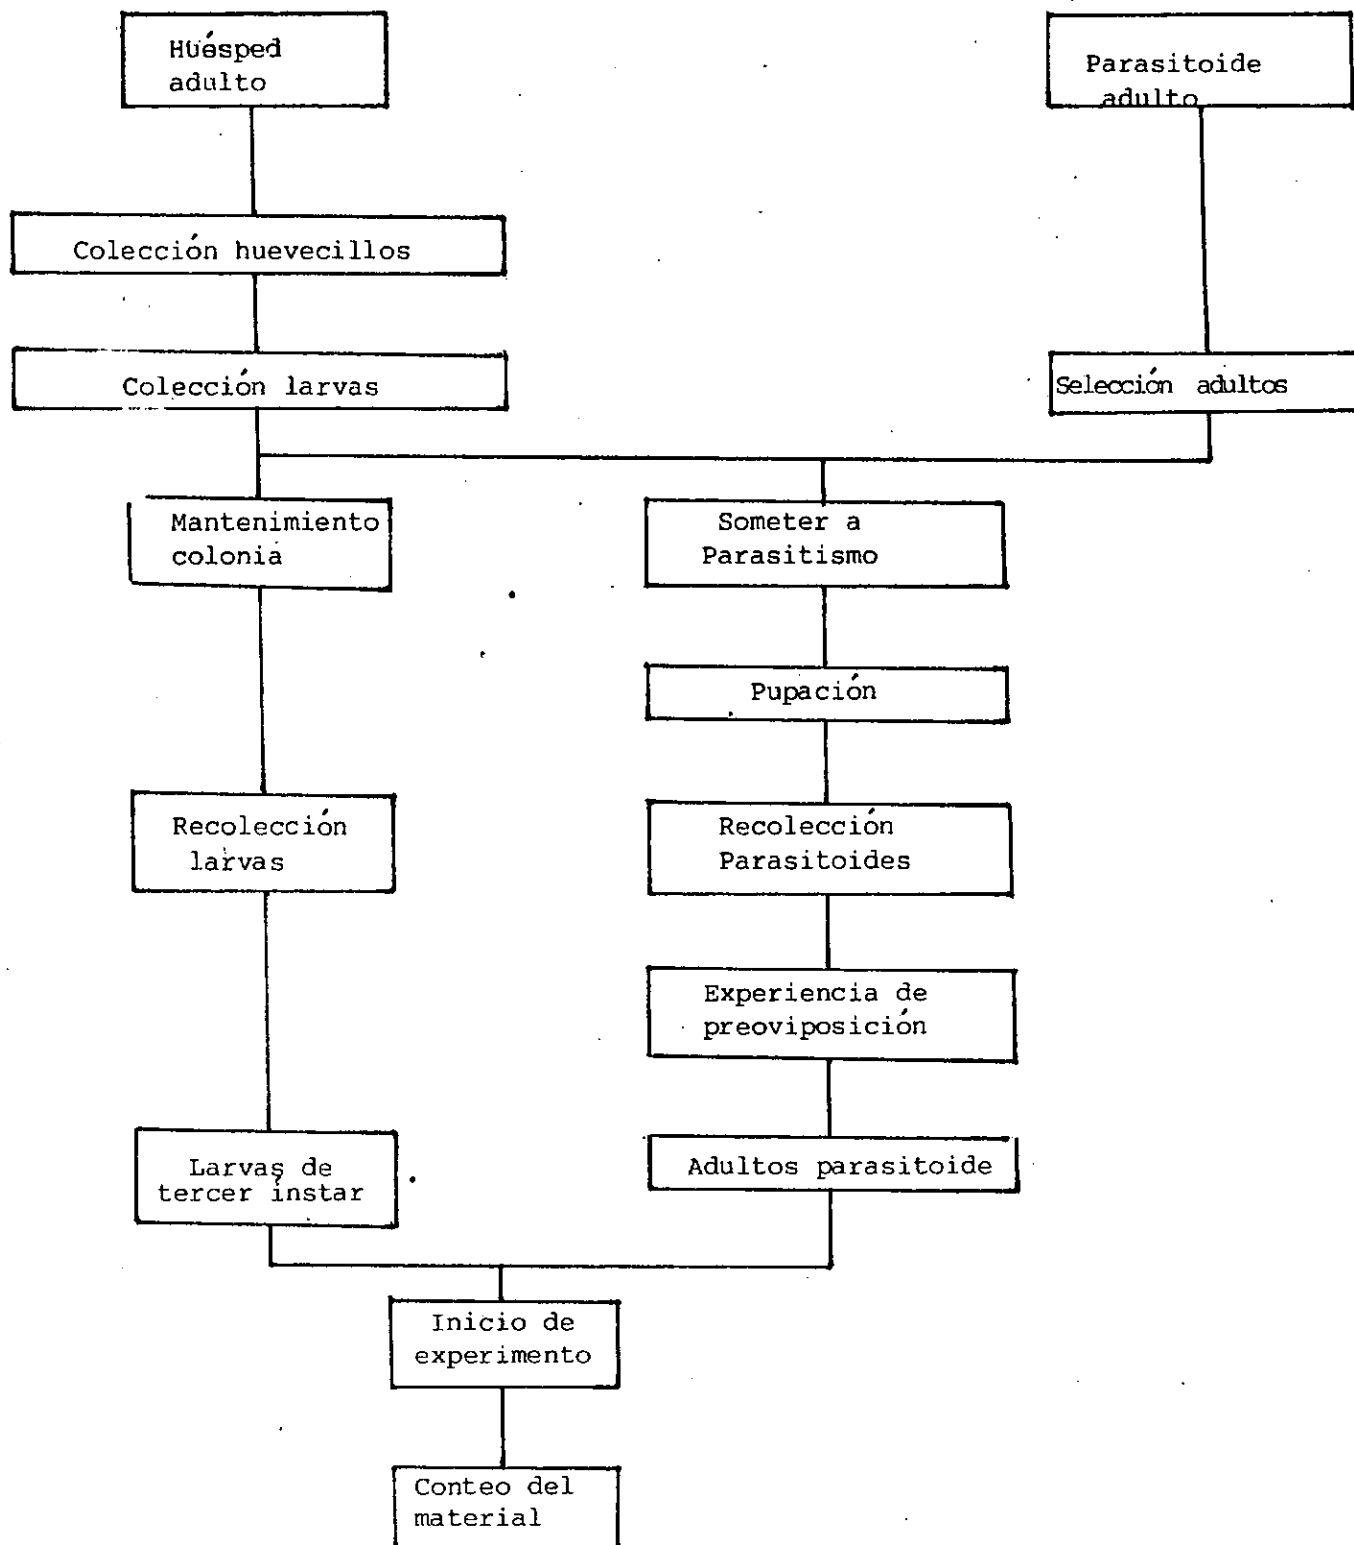 Huésped
adulto
Parasitoide
adulto
Colección huevecillos
Colección larvas
Selección adultos
Mantenimiento
colonia
Someter a
Parasitismo
Pupación
Recolección
larvas
Recolección
Parasitoides
Experiencia de
preoviposición
Larvas de
tercer instar
Adultos parasitoide
Inicio de
experimento
Conteo del
material